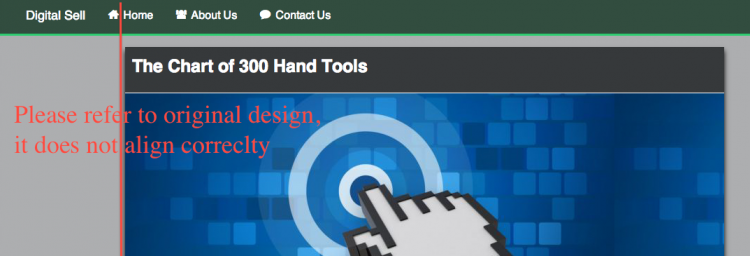 Digital Sell Home About Us Contact Us
The Chart of 300 Hand Tools
Please refer to original design,
it does not align correclty